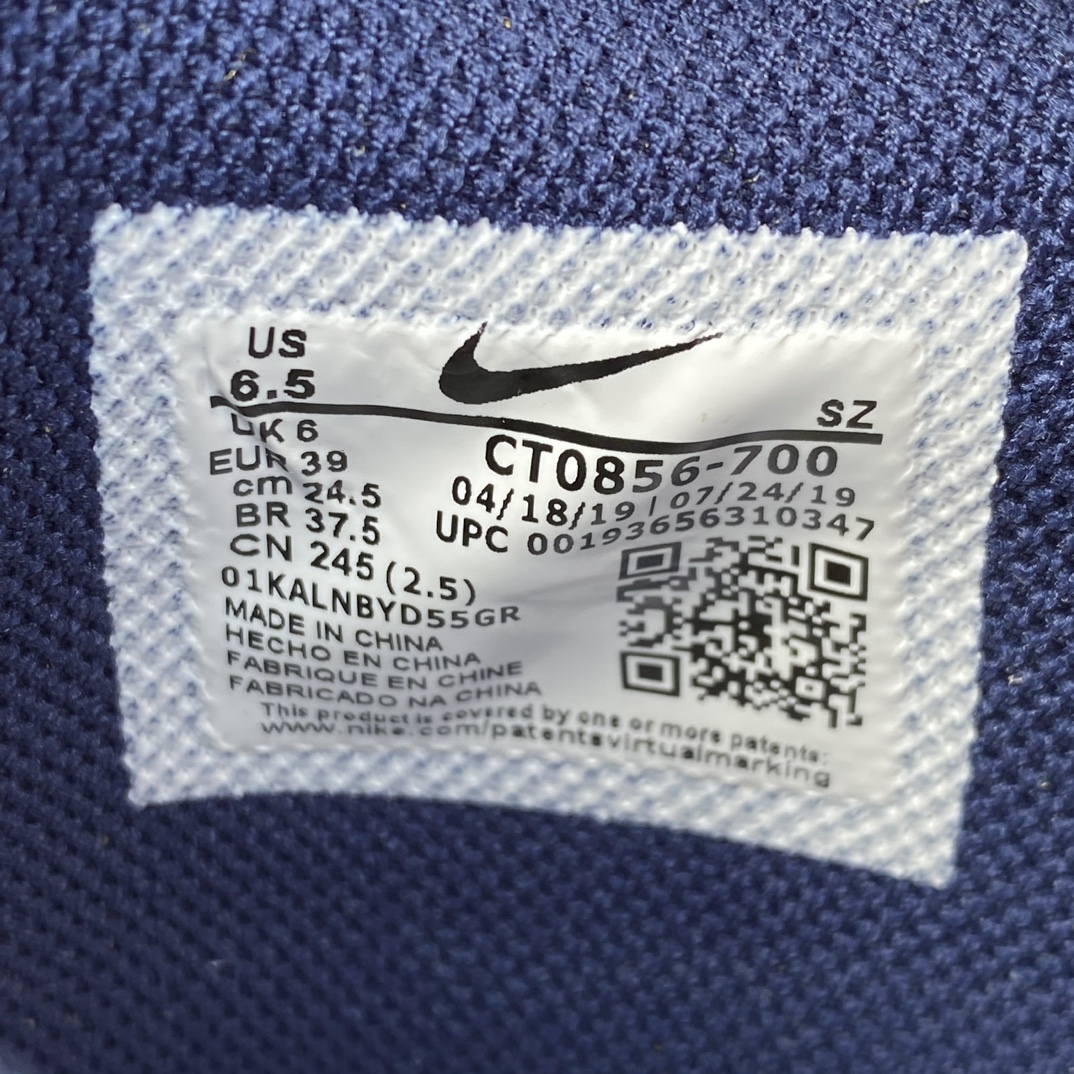 US
6.5
SZ
UK 6
EUR 39
cm 24.5
BR 37.5
CN 245 (2.5)
CT0856-700
04/18/19 | 07/24/19
UPC 00193656310347
01KALNBYD55GR
MADE IN CHINA
HECHO EN CHINA
FABRIQUE EN CHINE
FABRICADO NA CHINA
This product is covered by one or more patents:
www.nike.com/patentsvirtualmarking